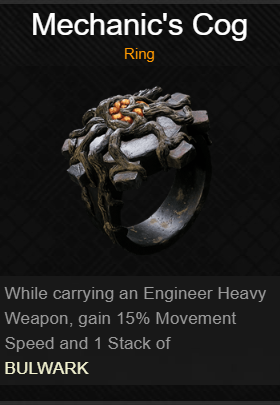 Mechanic's Cog
Ring
While carrying an Engineer Heavy
Weapon, gain 15% Movement
Speed and 1 Stack of
BULWARK